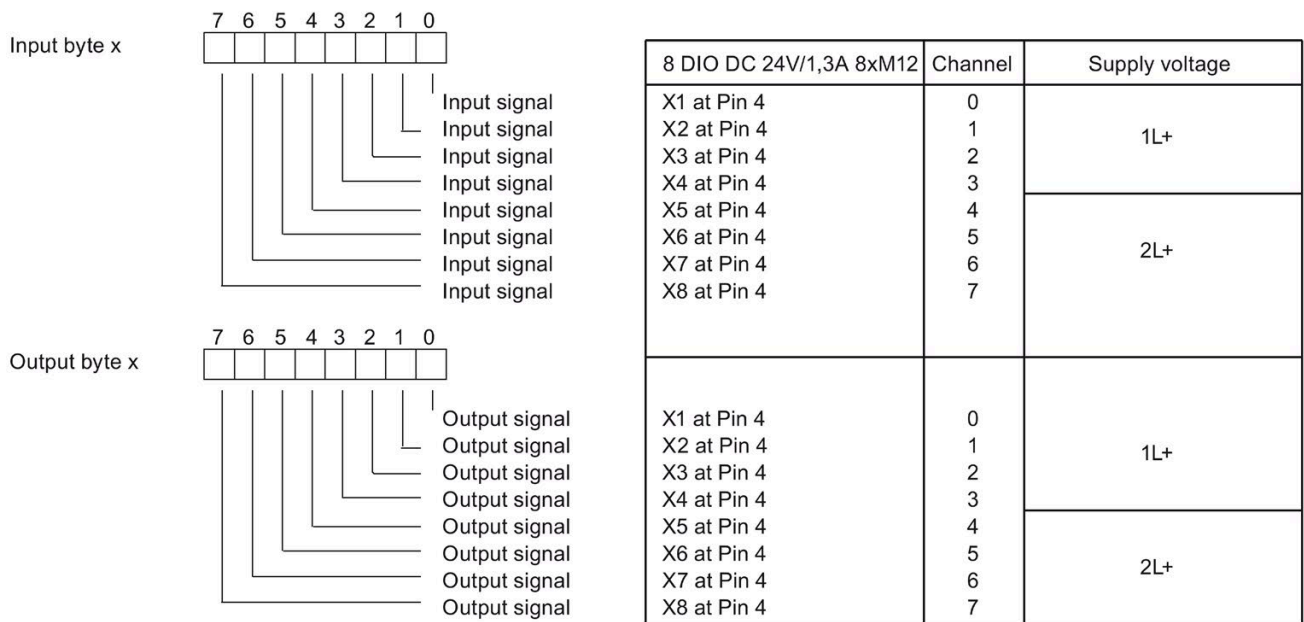 7 6 5 4 3 2 1 0
Input byte x
8 DIO DC 24V/1,3A 8xM12 Channel Supply voltage
Input signal X1 at Pin 4 0
Input signal X2 at Pin 4 1
1L+
Input signal X3 at Pin 4 2
Input signal X4 at Pin 4 3
Input signal X5 at Pin 4 4
Input signal X6 at Pin 4 5
2L+
Input signal X7 at Pin 4 6
Input signal X8 at Pin 4 7
7 6 5 4 3 2 1 0
Output byte x
Output signal X1 at Pin 4 0
Output signal X2 at Pin 4 1
1L+
Output signal X3 at Pin 4 2
Output signal X4 at Pin 4 3
Output signal X5 at Pin 4 4
Output signal X6 at Pin 4 5
2L+
Output signal X7 at Pin 4 6
Output signal X8 at Pin 4 7